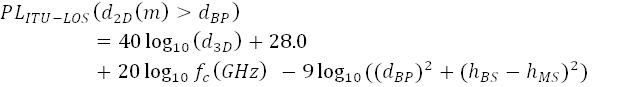 PL_{ITU-LOS}(d_{2D}(m) > d_{BP})
= 40 log_{10}(d_{3D}) + 28.0
+ 20 log_{10} f_c(GHz) - 9 log_{10}((d_{BP})^2 + (h_{BS} - h_{MS})^2)